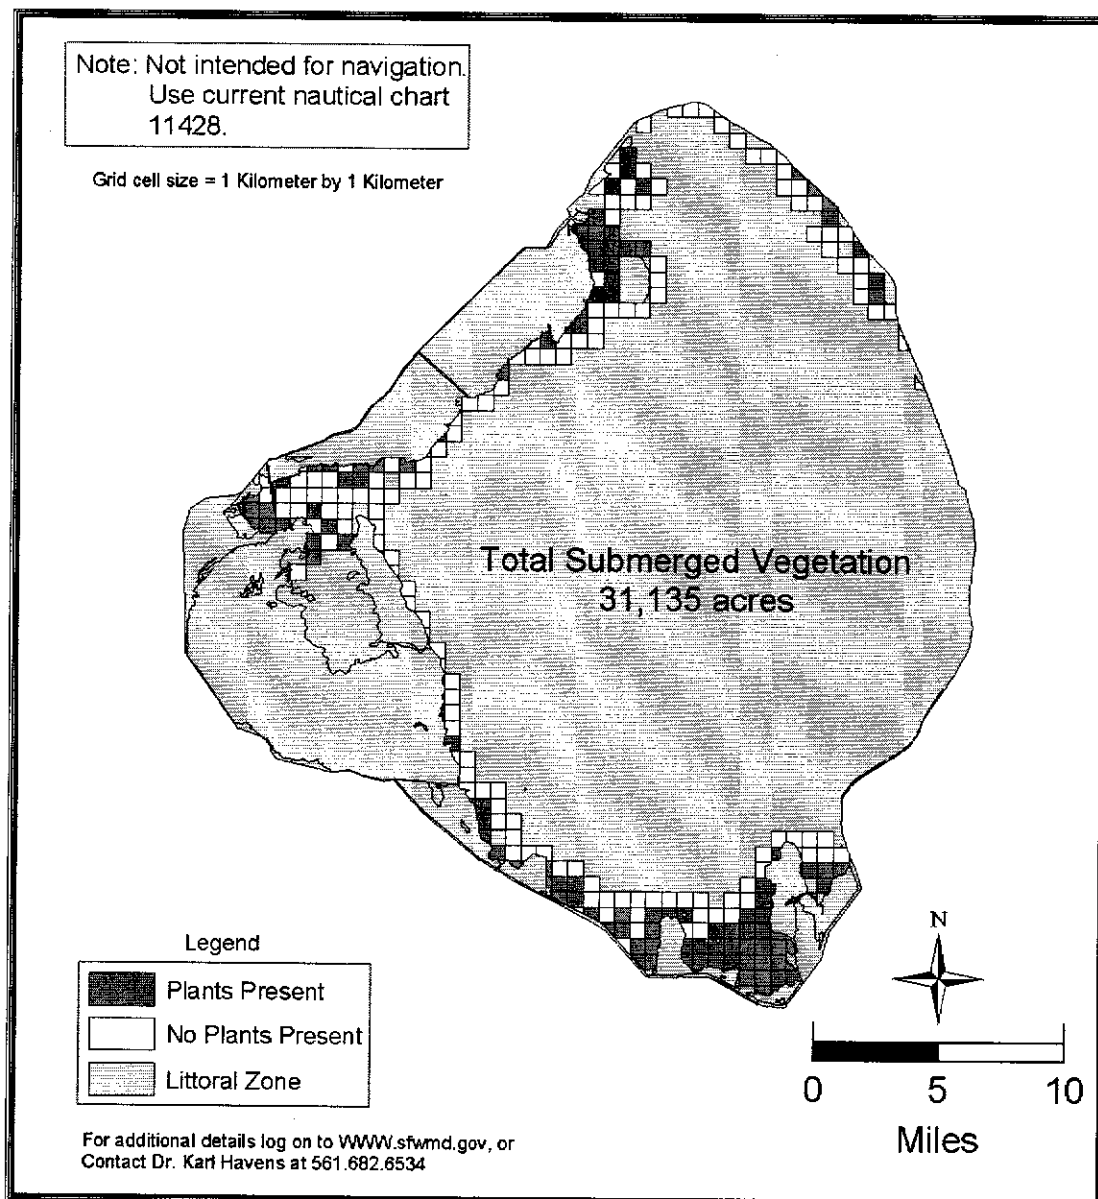 Note: Not intended for navigation.
Use current nautical chart
11428.
Grid cell size = 1 Kilometer by 1 Kilometer
Total Submerged Vegetation
31,135 acres
Legend
Plants Present
No Plants Present
Littoral Zone
N
0 5 10
Miles
For additional details log on to WWW.sfwmd.gov, or
Contact Dr. Karl Havens at 561.682.6534